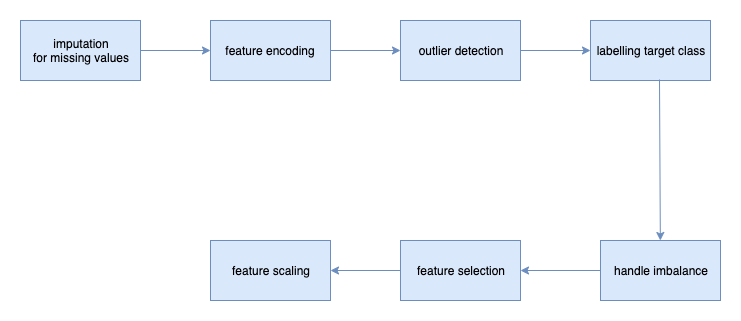 imputation
for missing values
feature encoding
outlier detection
labelling target class
handle imbalance
feature selection
feature scaling